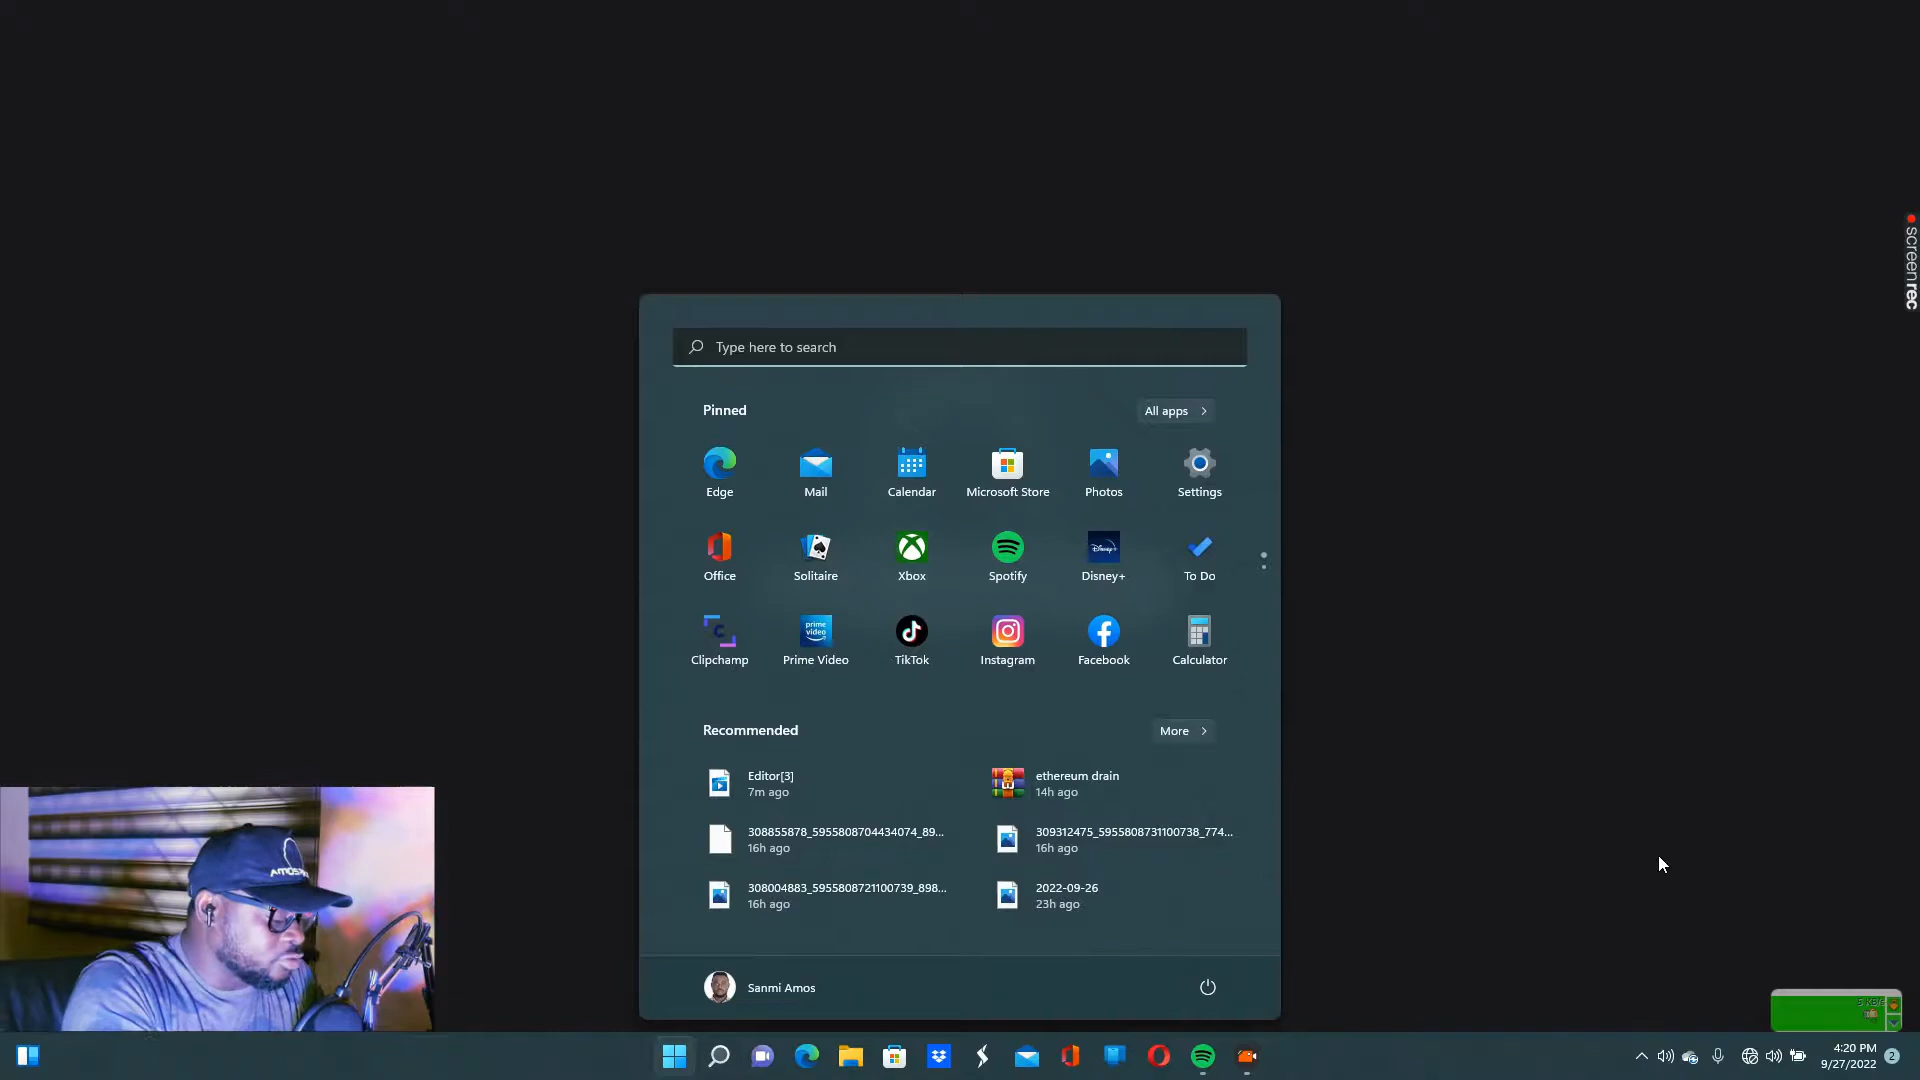 screenrec
Type here to search
Pinned
All apps
Edge
Mail
Calendar
Microsoft Store
Photos
Settings
Office
Solitaire
Xbox
Spotify
Disney+
To Do
Clipchamp
prime video
Prime Video
TikTok
Instagram
Facebook
Calculator
Recommended
More
Editor[3]
7m ago
ethereum drain
14h ago
308855878_5955808704434074_89...
16h ago
309312475_5955808731100738_774...
16h ago
308004883_5955808721100739_898...
16h ago
2022-09-26
23h ago
Sanmi Amos
4:20 PM
9/27/2022
2